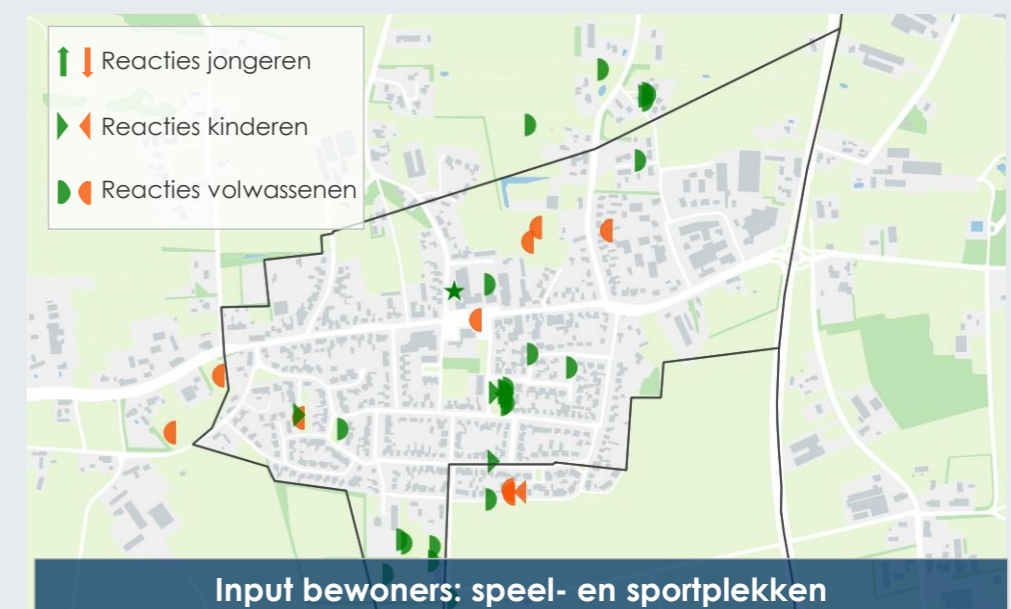 Reacties jongeren
Reacties kinderen
Reacties volwassenen
Input bewoners: speel- en sportplekken